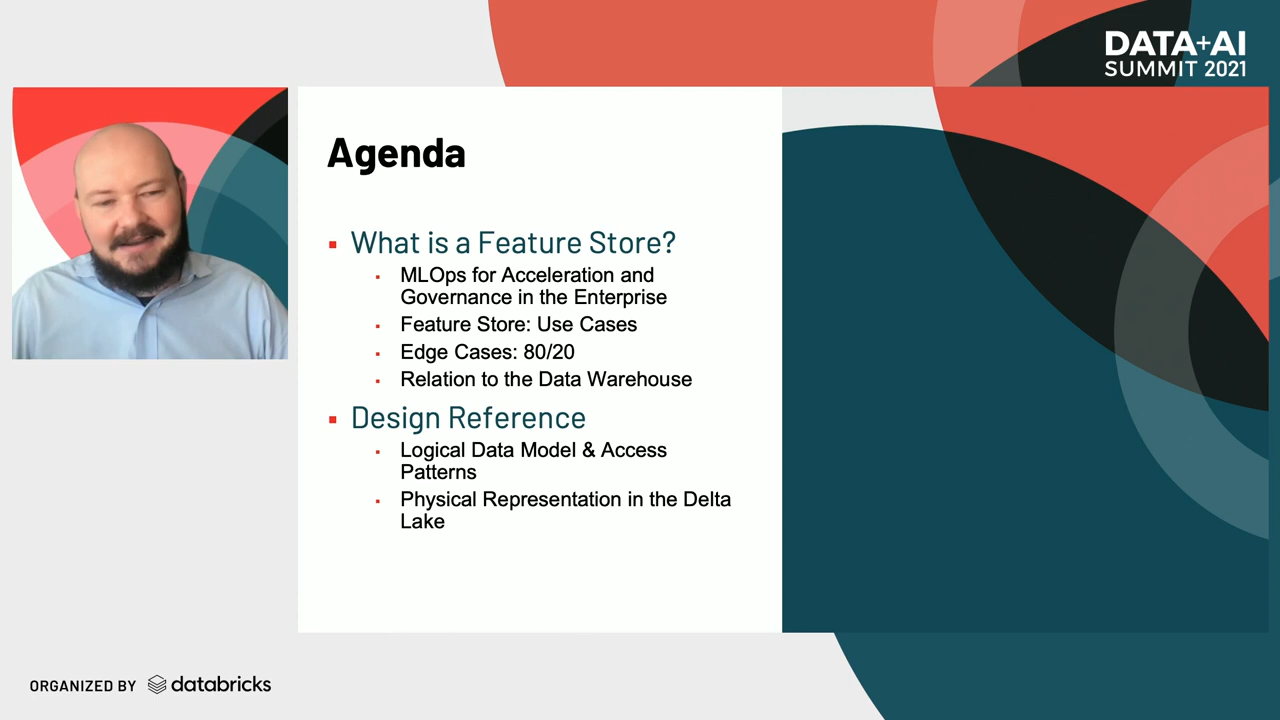 DATA+AI
SUMMIT 2021
Agenda
What is a Feature Store?
MLOps for Acceleration and
Governance in the Enterprise
Feature Store: Use Cases
Edge Cases: 80/20
Relation to the Data Warehouse
Design Reference
Logical Data Model & Access
Patterns
Physical Representation in the Delta
Lake
ORGANIZED BY databricks